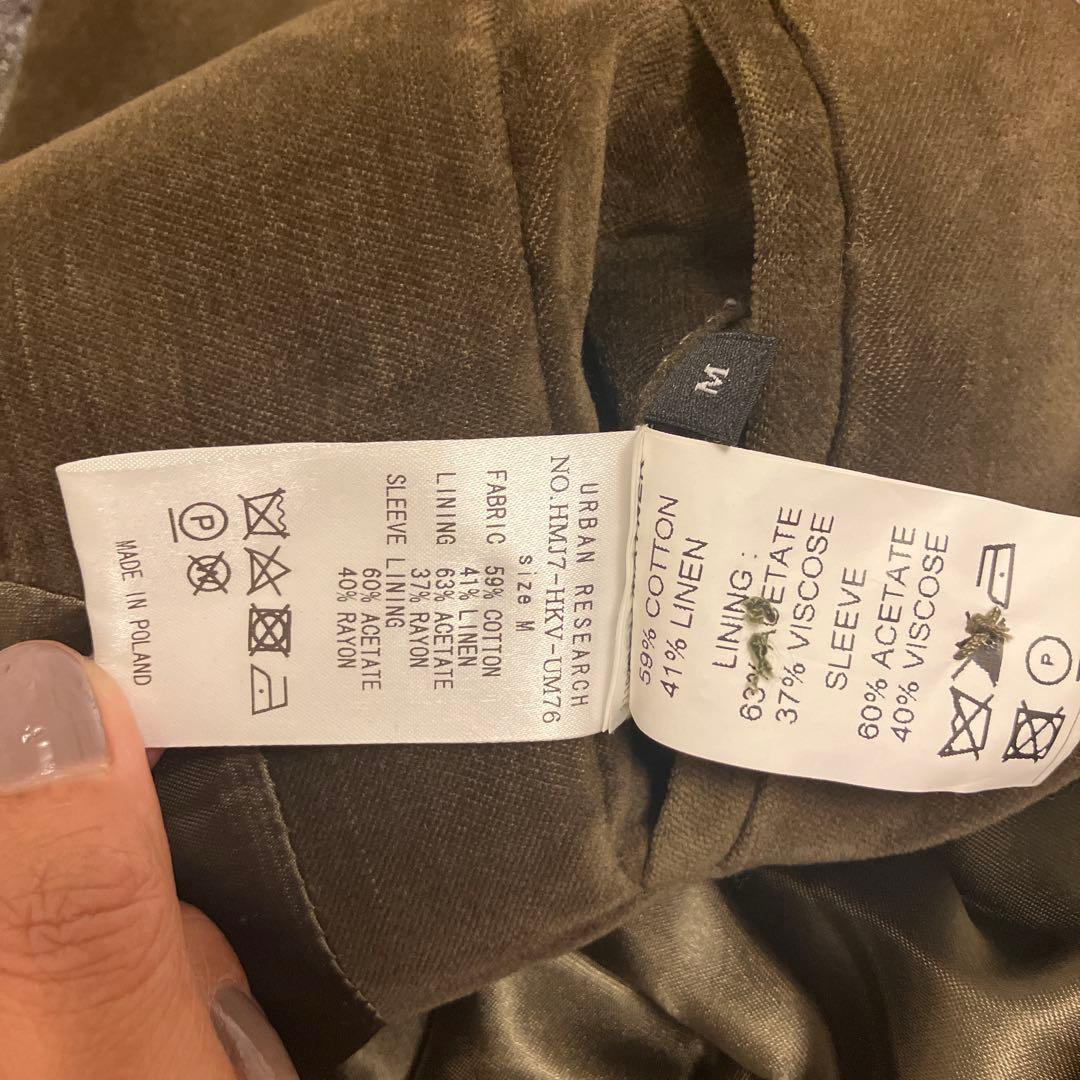 M
URBAN RESEARCH
NO.HMJ7-HKV-UM76
Size M
FABRIC 59% COTTON
41% LINEN
LINING 63% ACETATE
37% RAYON
SLEEVE LINING
60% ACETATE
40% RAYON
P
MADE IN POLAND
59% COTTON
41% LINEN
LINING:
63% ACETATE
37% VISCOSE
SLEEVE
60% ACETATE
40% VISCOSE
P